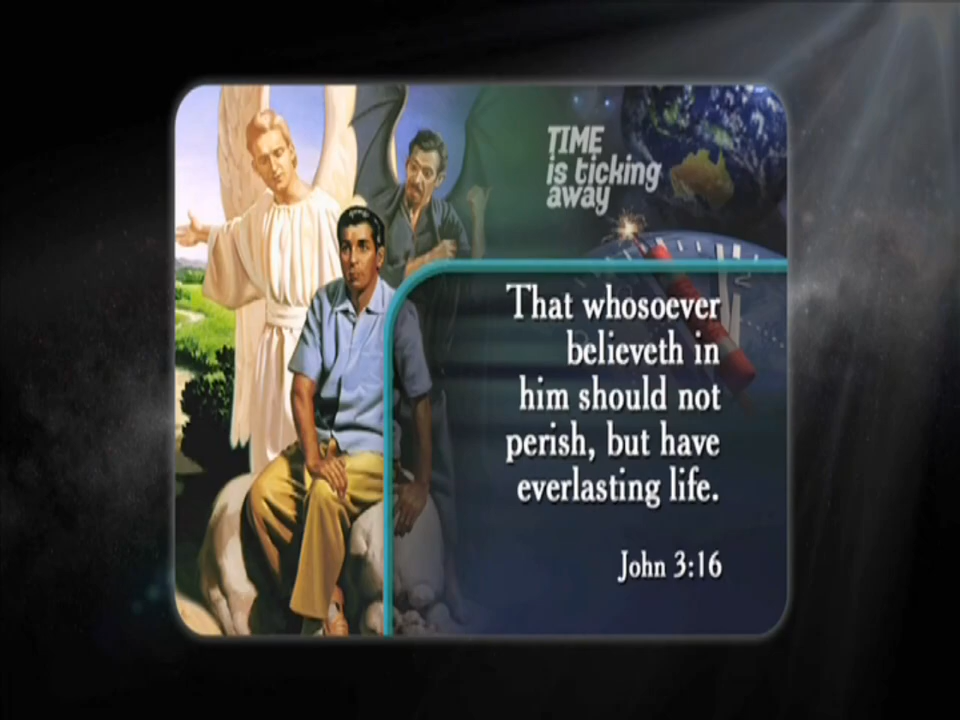 TIME
is ticking
away
That whosoever
believeth in
him should not
perish, but have
everlasting life.
John 3:16